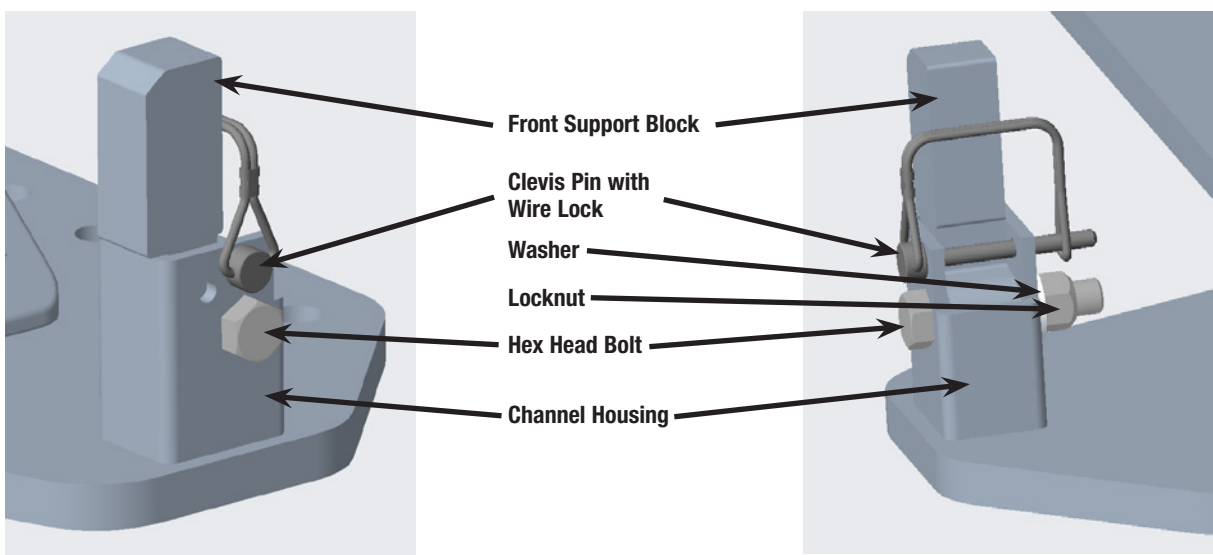 Front Support Block
Clevis Pin with
Wire Lock
Washer
Locknut
Hex Head Bolt
Channel Housing